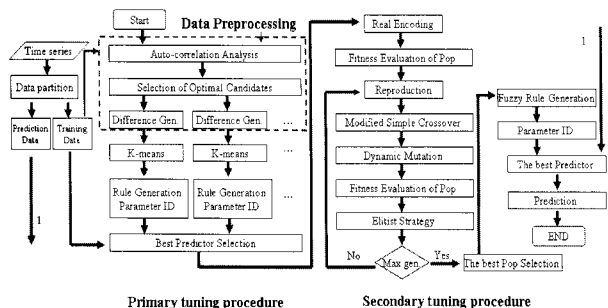 Start
Data Preprocessing
Time series
Data partition
Prediction Data
Training Data
1
Auto-correlation Analysis
Selection of Optimal Candidates
Difference Gen.
Difference Gen.
...
K-means
K-means
...
Rule Generation
Parameter ID
Rule Generation
Parameter ID
...
Best Predictor Selection
Primary tuning procedure
Real Encoding
Fitness Evaluation of Pop
Reproduction
Modified Simple Crossover
Dynamic Mutation
Fitness Evaluation of Pop
Elitist Strategy
Max gen.
No
Yes
The best Pop Selection
1
Fuzzy Rule Generation
Parameter ID
The best Predictor
Prediction
END
Secondary tuning procedure